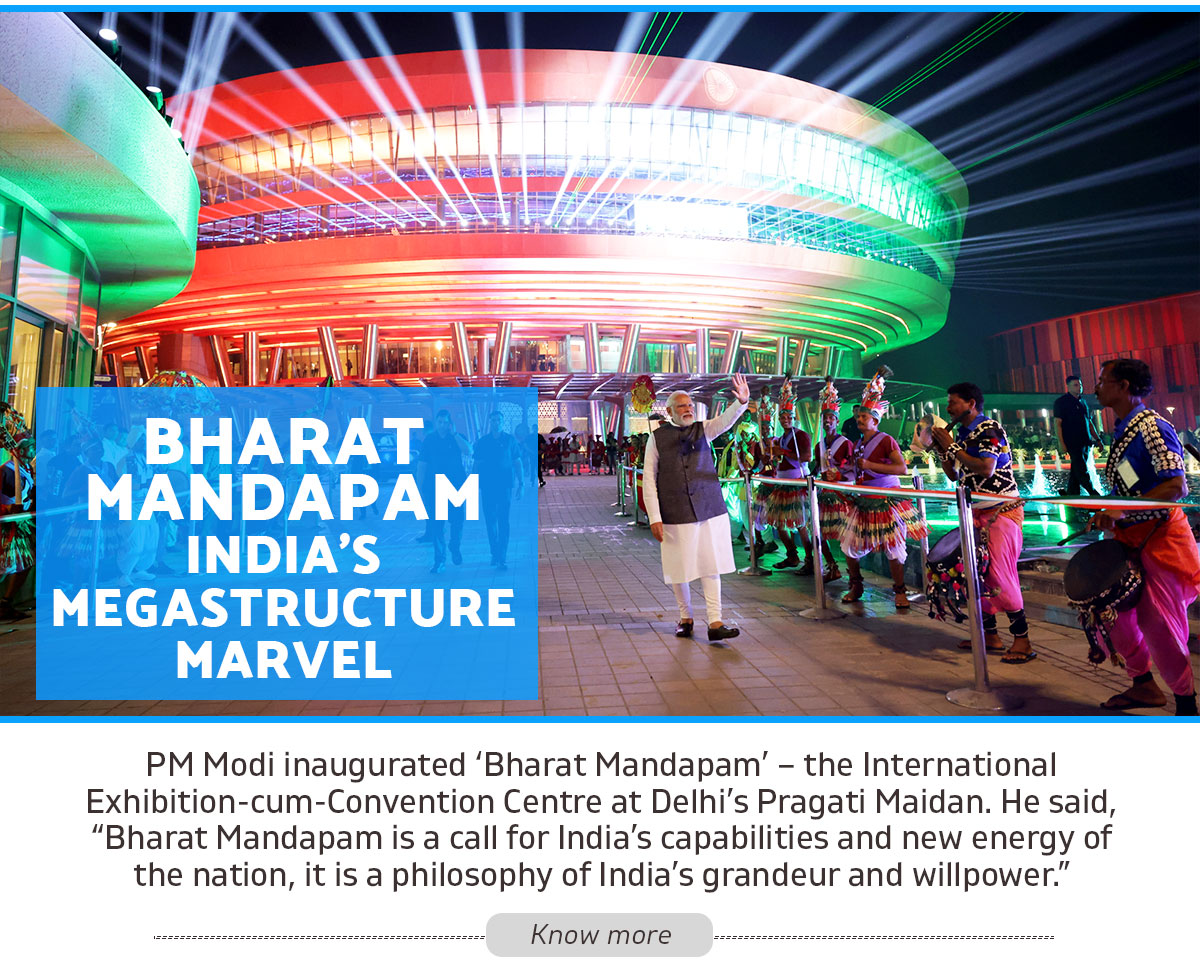 BHARAT
MANDAPAM
INDIA’S
MEGASTRUCTURE
MARVEL
PM Modi inaugurated ‘Bharat Mandapam’ – the International
Exhibition-cum-Convention Centre at Delhi’s Pragati Maidan. He said,
“Bharat Mandapam is a call for India’s capabilities and new energy of
the nation, it is a philosophy of India’s grandeur and willpower.”
Know more